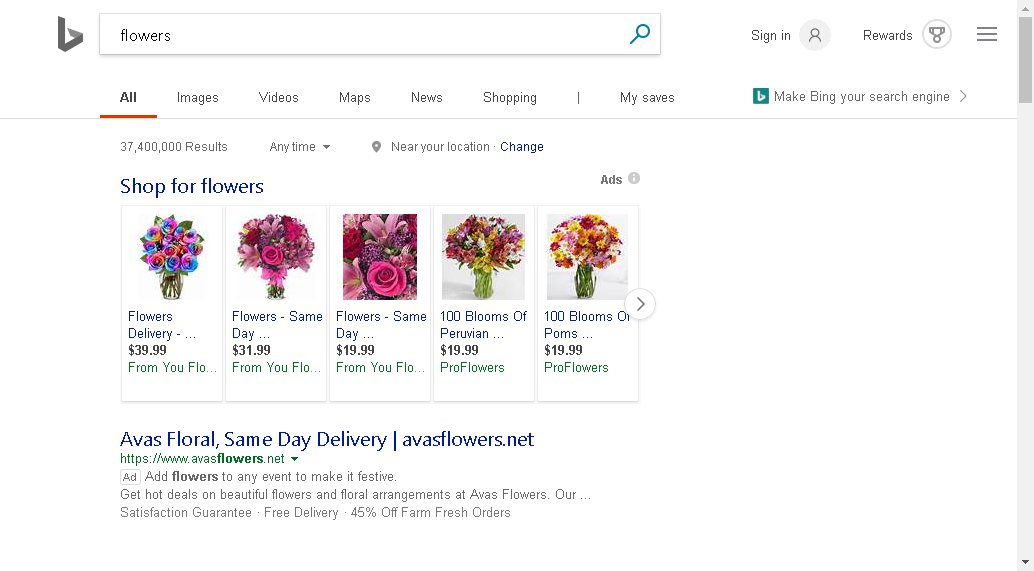 flowers
Sign in
Rewards
All Images Videos Maps News Shopping | My saves
Make Bing your search engine
37,400,000 Results Any time Near your location · Change
Shop for flowers
Ads
Flowers Delivery - ...
$39.99
From You Flo...
Flowers - Same Day ...
$31.99
From You Flo...
Flowers - Same Day ...
$19.99
From You Flo...
100 Blooms Of Peruvian ...
$19.99
ProFlowers
100 Blooms Of Poms ...
$19.99
ProFlowers
Avas Floral, Same Day Delivery | avasflowers.net
https://www.avasflowers.net
Ad Add flowers to any event to make it festive.
Get hot deals on beautiful flowers and floral arrangements at Avas Flowers. Our ...
Satisfaction Guarantee · Free Delivery · 45% Off Farm Fresh Orders